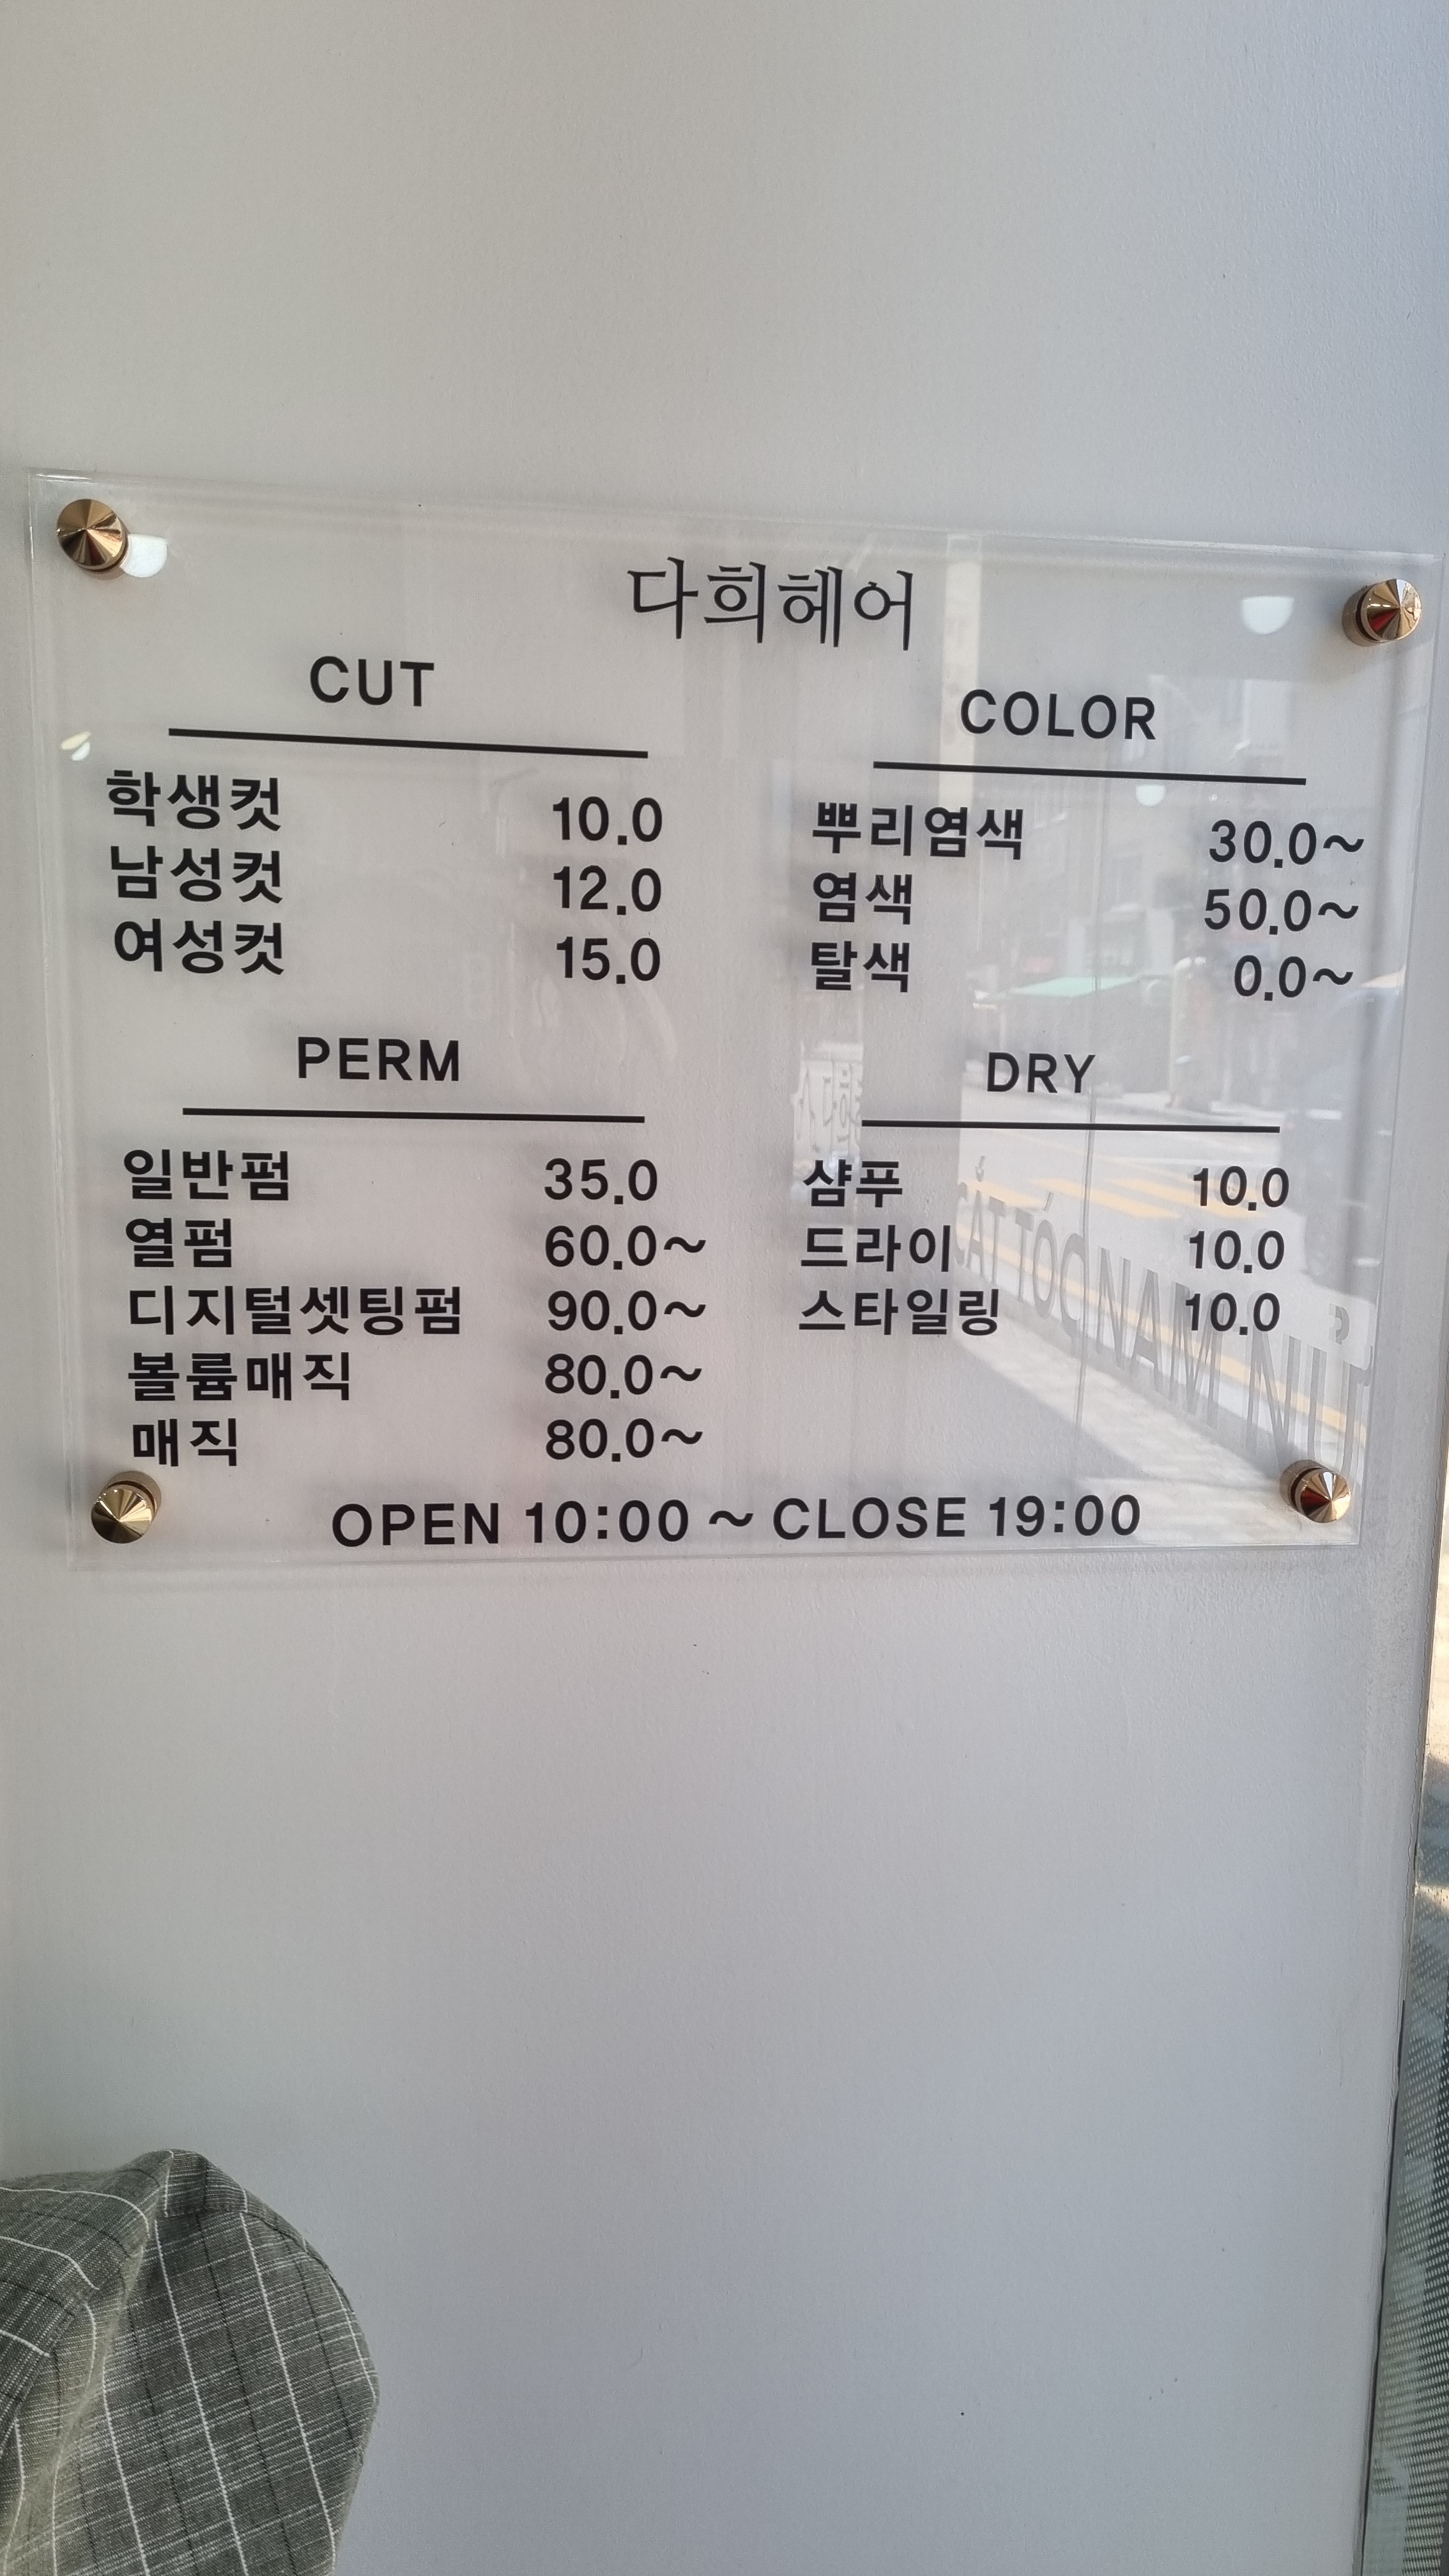 다희헤어
CUT
학생컷 10.0
남성컷 12.0
여성컷 15.0
COLOR
뿌리염색 30.0~
염색 50.0~
탈색 0.0~
PERM
일반펌 35.0
열펌 60.0~
디지털셋팅펌 90.0~
볼륨매직 80.0~
매직 80.0~
DRY
샴푸 10.0
드라이 10.0
스타일링 10.0
OPEN 10:00 ~ CLOSE 19:00
CẮT TÓC NAM NỮ